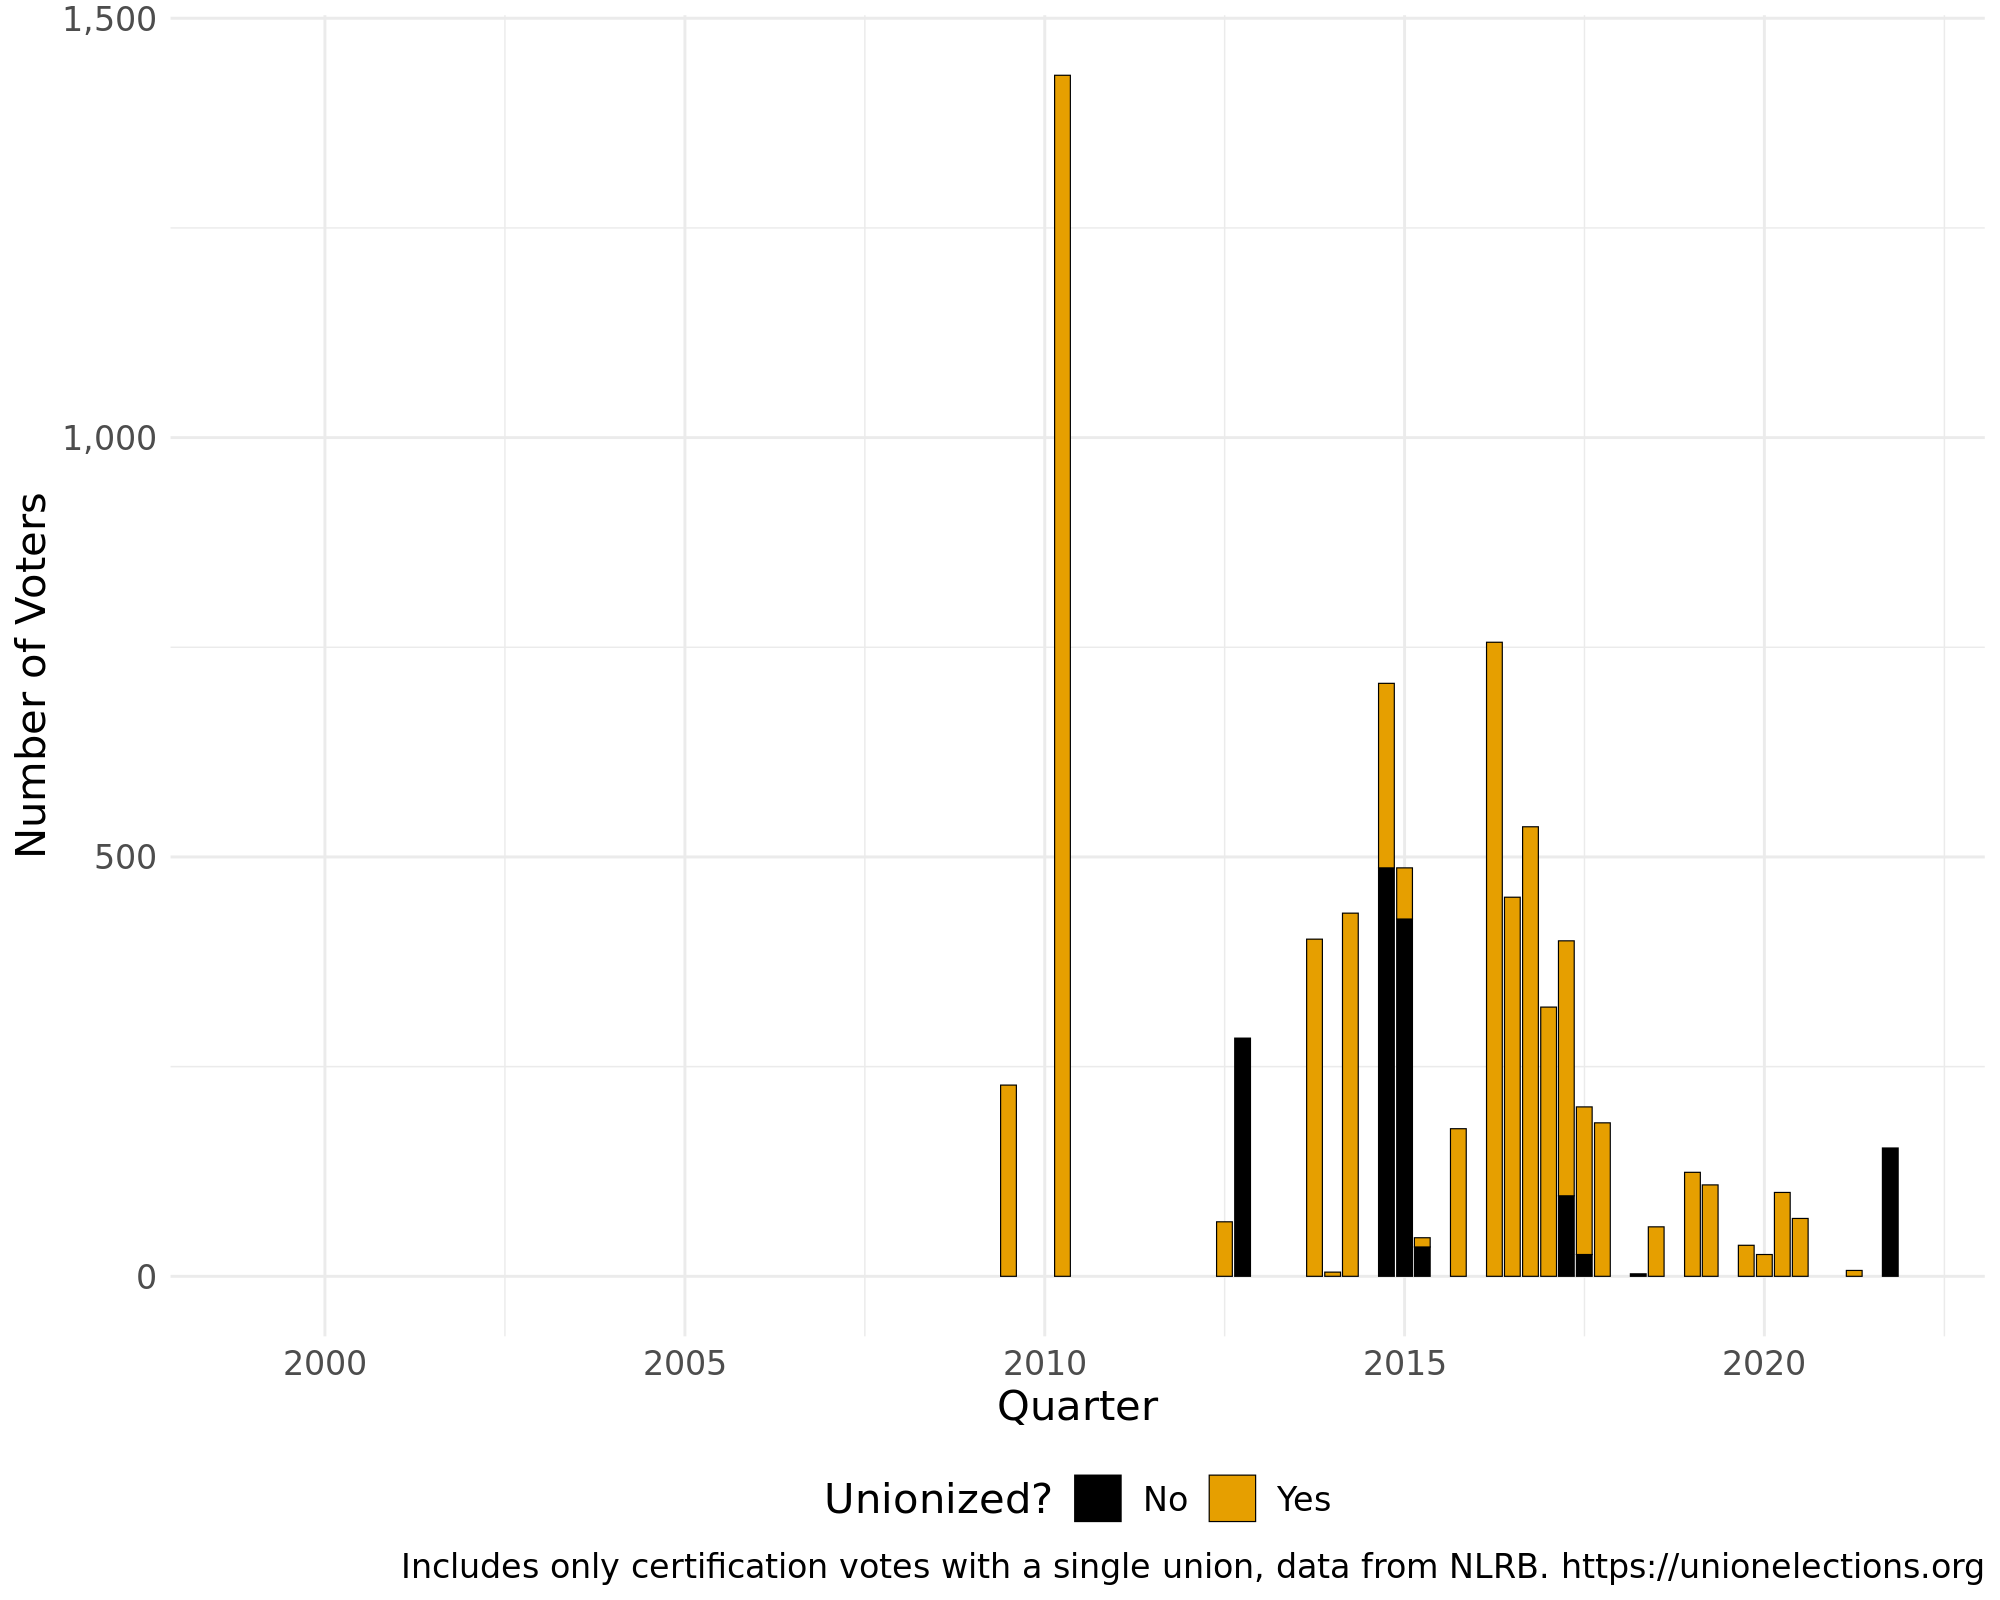 1,500
1,000
500
0
Number of Voters
2000 2005 2010 2015 2020
Quarter
Unionized? No Yes
Includes only certification votes with a single union, data from NLRB. https://unionelections.org